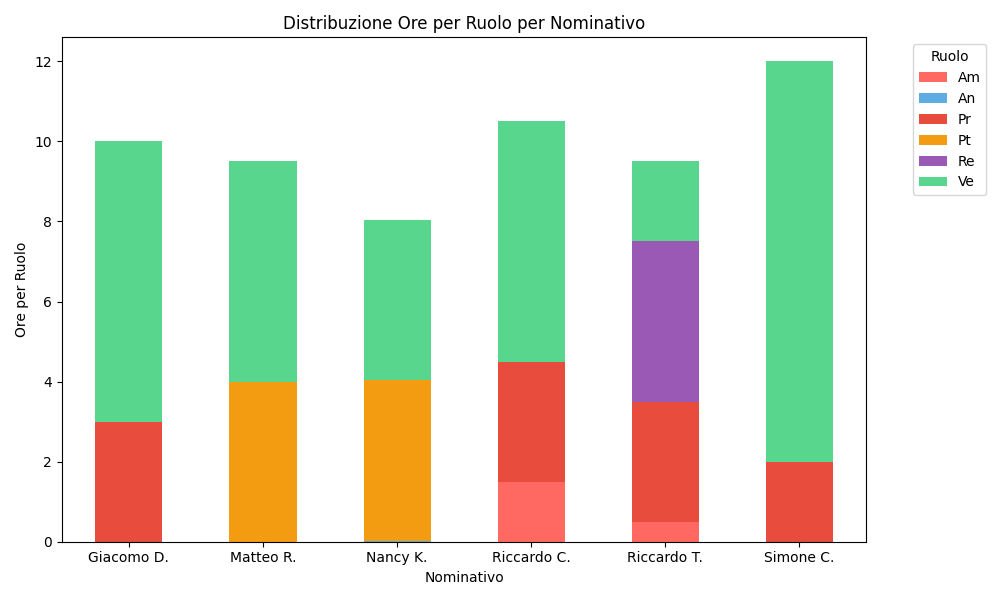 Distribuzione Ore per Ruolo per Nominativo
Ore per Ruolo
12
10
8
6
4
2
0
Giacomo D.
Matteo R.
Nancy K.
Riccardo C.
Riccardo T.
Simone C.
Nominativo
Ruolo
Am
An
Pr
Pt
Re
Ve